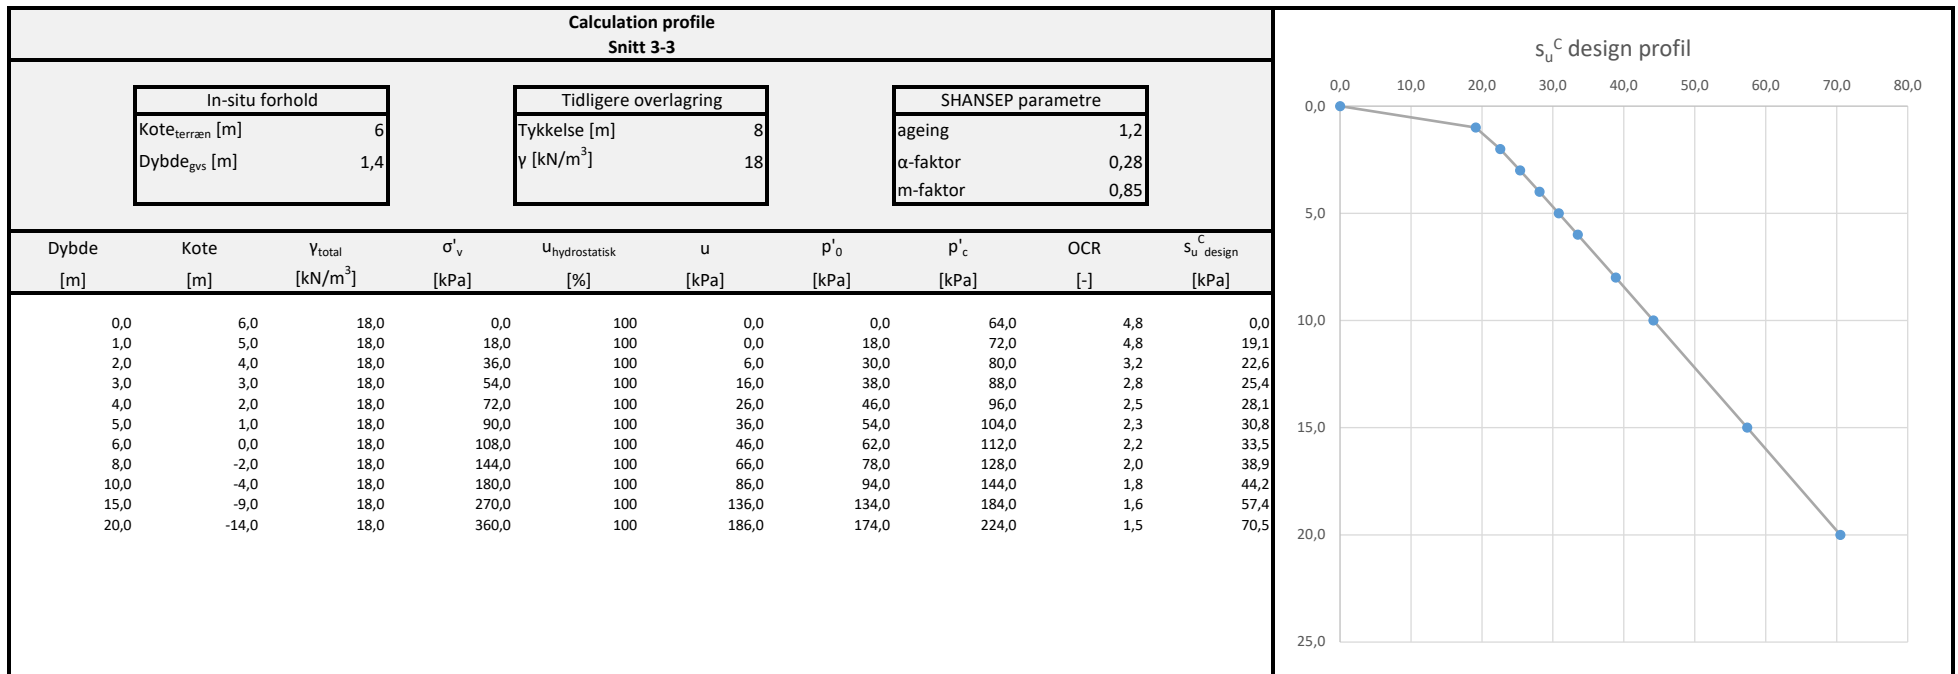 Calculation profile
Snitt 3-3
In-situ forhold
Kote_terræn [m] 6
Dybde_gvs [m] 1,4
Tidligere overlagring
Tykkelse [m] 8
γ [kN/m³] 18
SHANSEP parametre
ageing 1,2
α-faktor 0,28
m-faktor 0,85
Dybde Kote γ_total σ'_v u_hydrostatisk u p'_0 p'_c OCR s_u^C_design
[m] [m] [kN/m³] [kPa] [%] [kPa] [kPa] [kPa] [-] [kPa]
0,0 6,0 18,0 0,0 100 0,0 0,0 64,0 4,8 0,0
1,0 5,0 18,0 18,0 100 0,0 18,0 72,0 4,8 19,1
2,0 4,0 18,0 36,0 100 6,0 30,0 80,0 3,2 22,6
3,0 3,0 18,0 54,0 100 16,0 38,0 88,0 2,8 25,4
4,0 2,0 18,0 72,0 100 26,0 46,0 96,0 2,5 28,1
5,0 1,0 18,0 90,0 100 36,0 54,0 104,0 2,3 30,8
6,0 0,0 18,0 108,0 100 46,0 62,0 112,0 2,2 33,5
8,0 -2,0 18,0 144,0 100 66,0 78,0 128,0 2,0 38,9
10,0 -4,0 18,0 180,0 100 86,0 94,0 144,0 1,8 44,2
15,0 -9,0 18,0 270,0 100 136,0 134,0 184,0 1,6 57,4
20,0 -14,0 18,0 360,0 100 186,0 174,0 224,0 1,5 70,5
s_u^C design profil
0,0 10,0 20,0 30,0 40,0 50,0 60,0 70,0 80,0
0,0
5,0
10,0
15,0
20,0
25,0